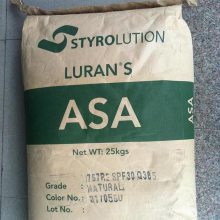 STYROLUTION
LURAN'S
ASA
Net WT: 25kgs
Grade :
NATURAL
Color No.:
Lot No. :
ASA